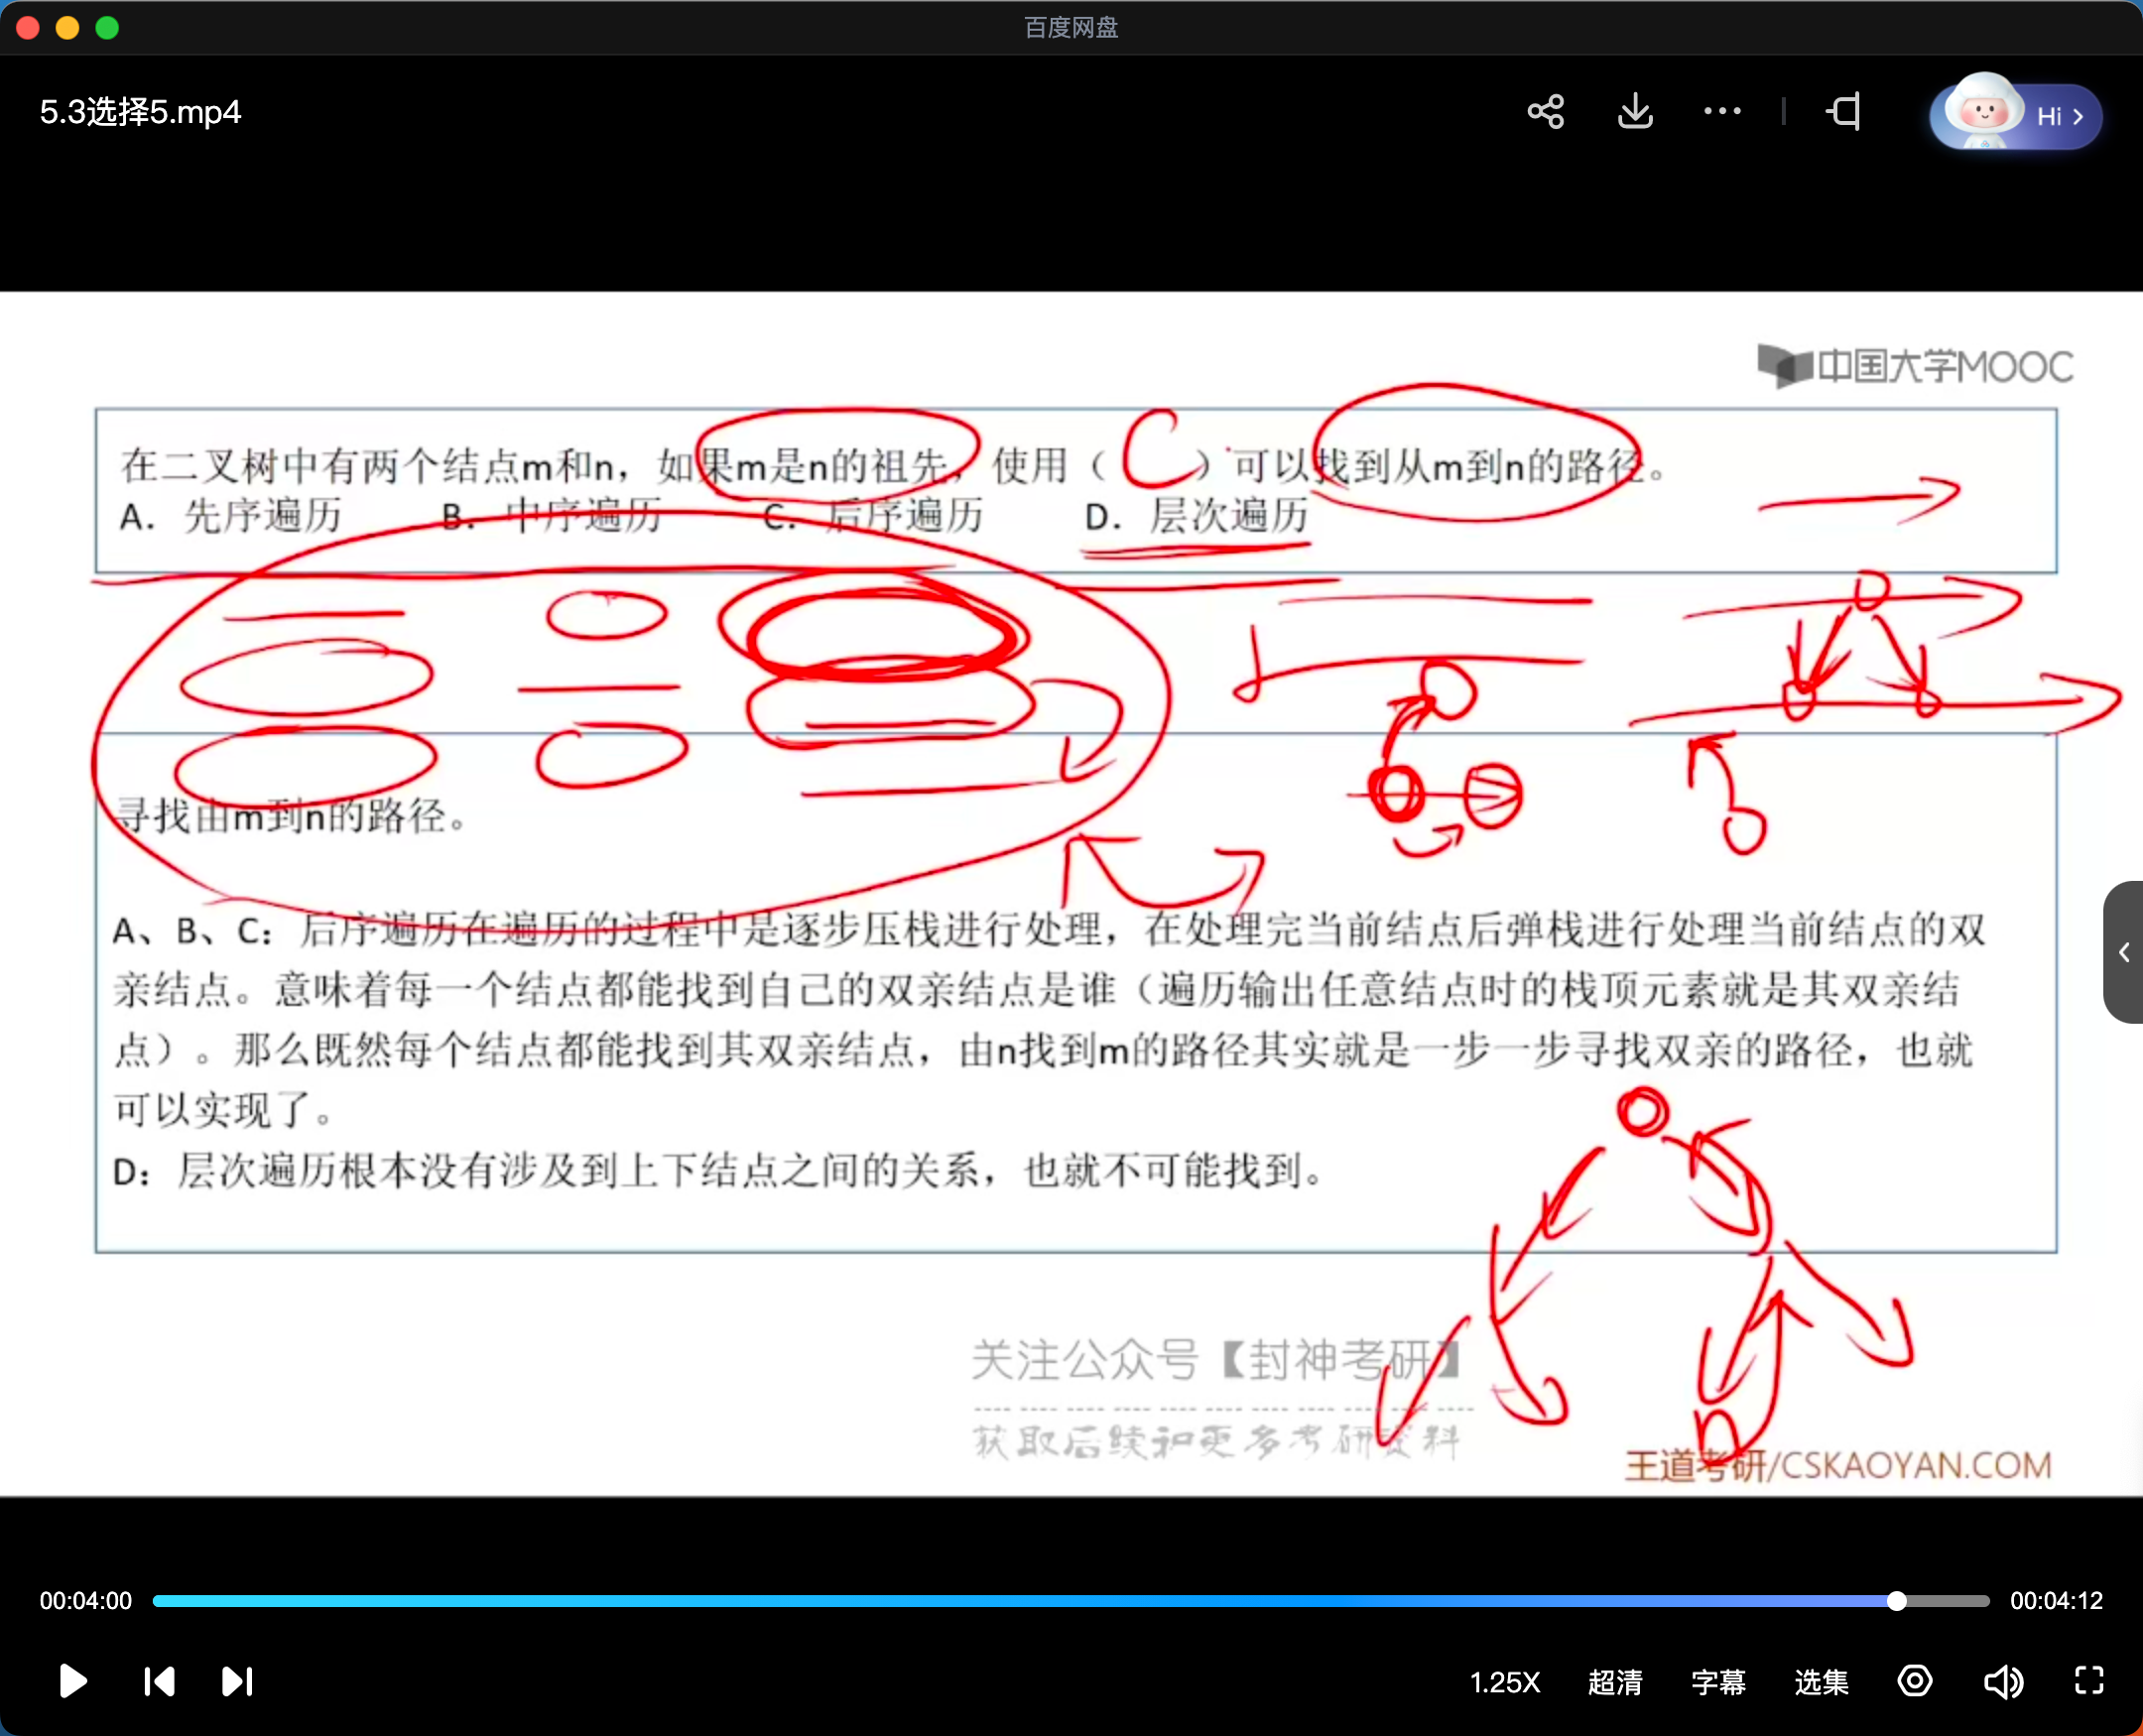 百度网盘
5.3选择5.mp4
Hi
中国大学MOOC
在二叉树中有两个结点m和n，如果m是n的祖先，使用（ C ）可以找到从m到n的路径。
A. 先序遍历 B. 中序遍历 C. 后序遍历 D. 层次遍历
寻找由m到n的路径。
A、B、C：后序遍历在遍历的过程中是逐步压栈进行处理，在处理完当前结点后弹栈进行处理当前结点的双
亲结点。意味着每一个结点都能找到自己的双亲结点是谁（遍历输出任意结点时的栈顶元素就是其双亲结
点）。那么既然每个结点都能找到其双亲结点，由n找到m的路径其实就是一步一步寻找双亲的路径，也就
可以实现了。
D：层次遍历根本没有涉及到上下结点之间的关系，也就不可能找到。
n
关注公众号【封神考研】
获取后续和更多考研资料
王道考研/CSKAOYAN.COM
00:04:00
00:04:12
1.25X 超清 字幕 选集